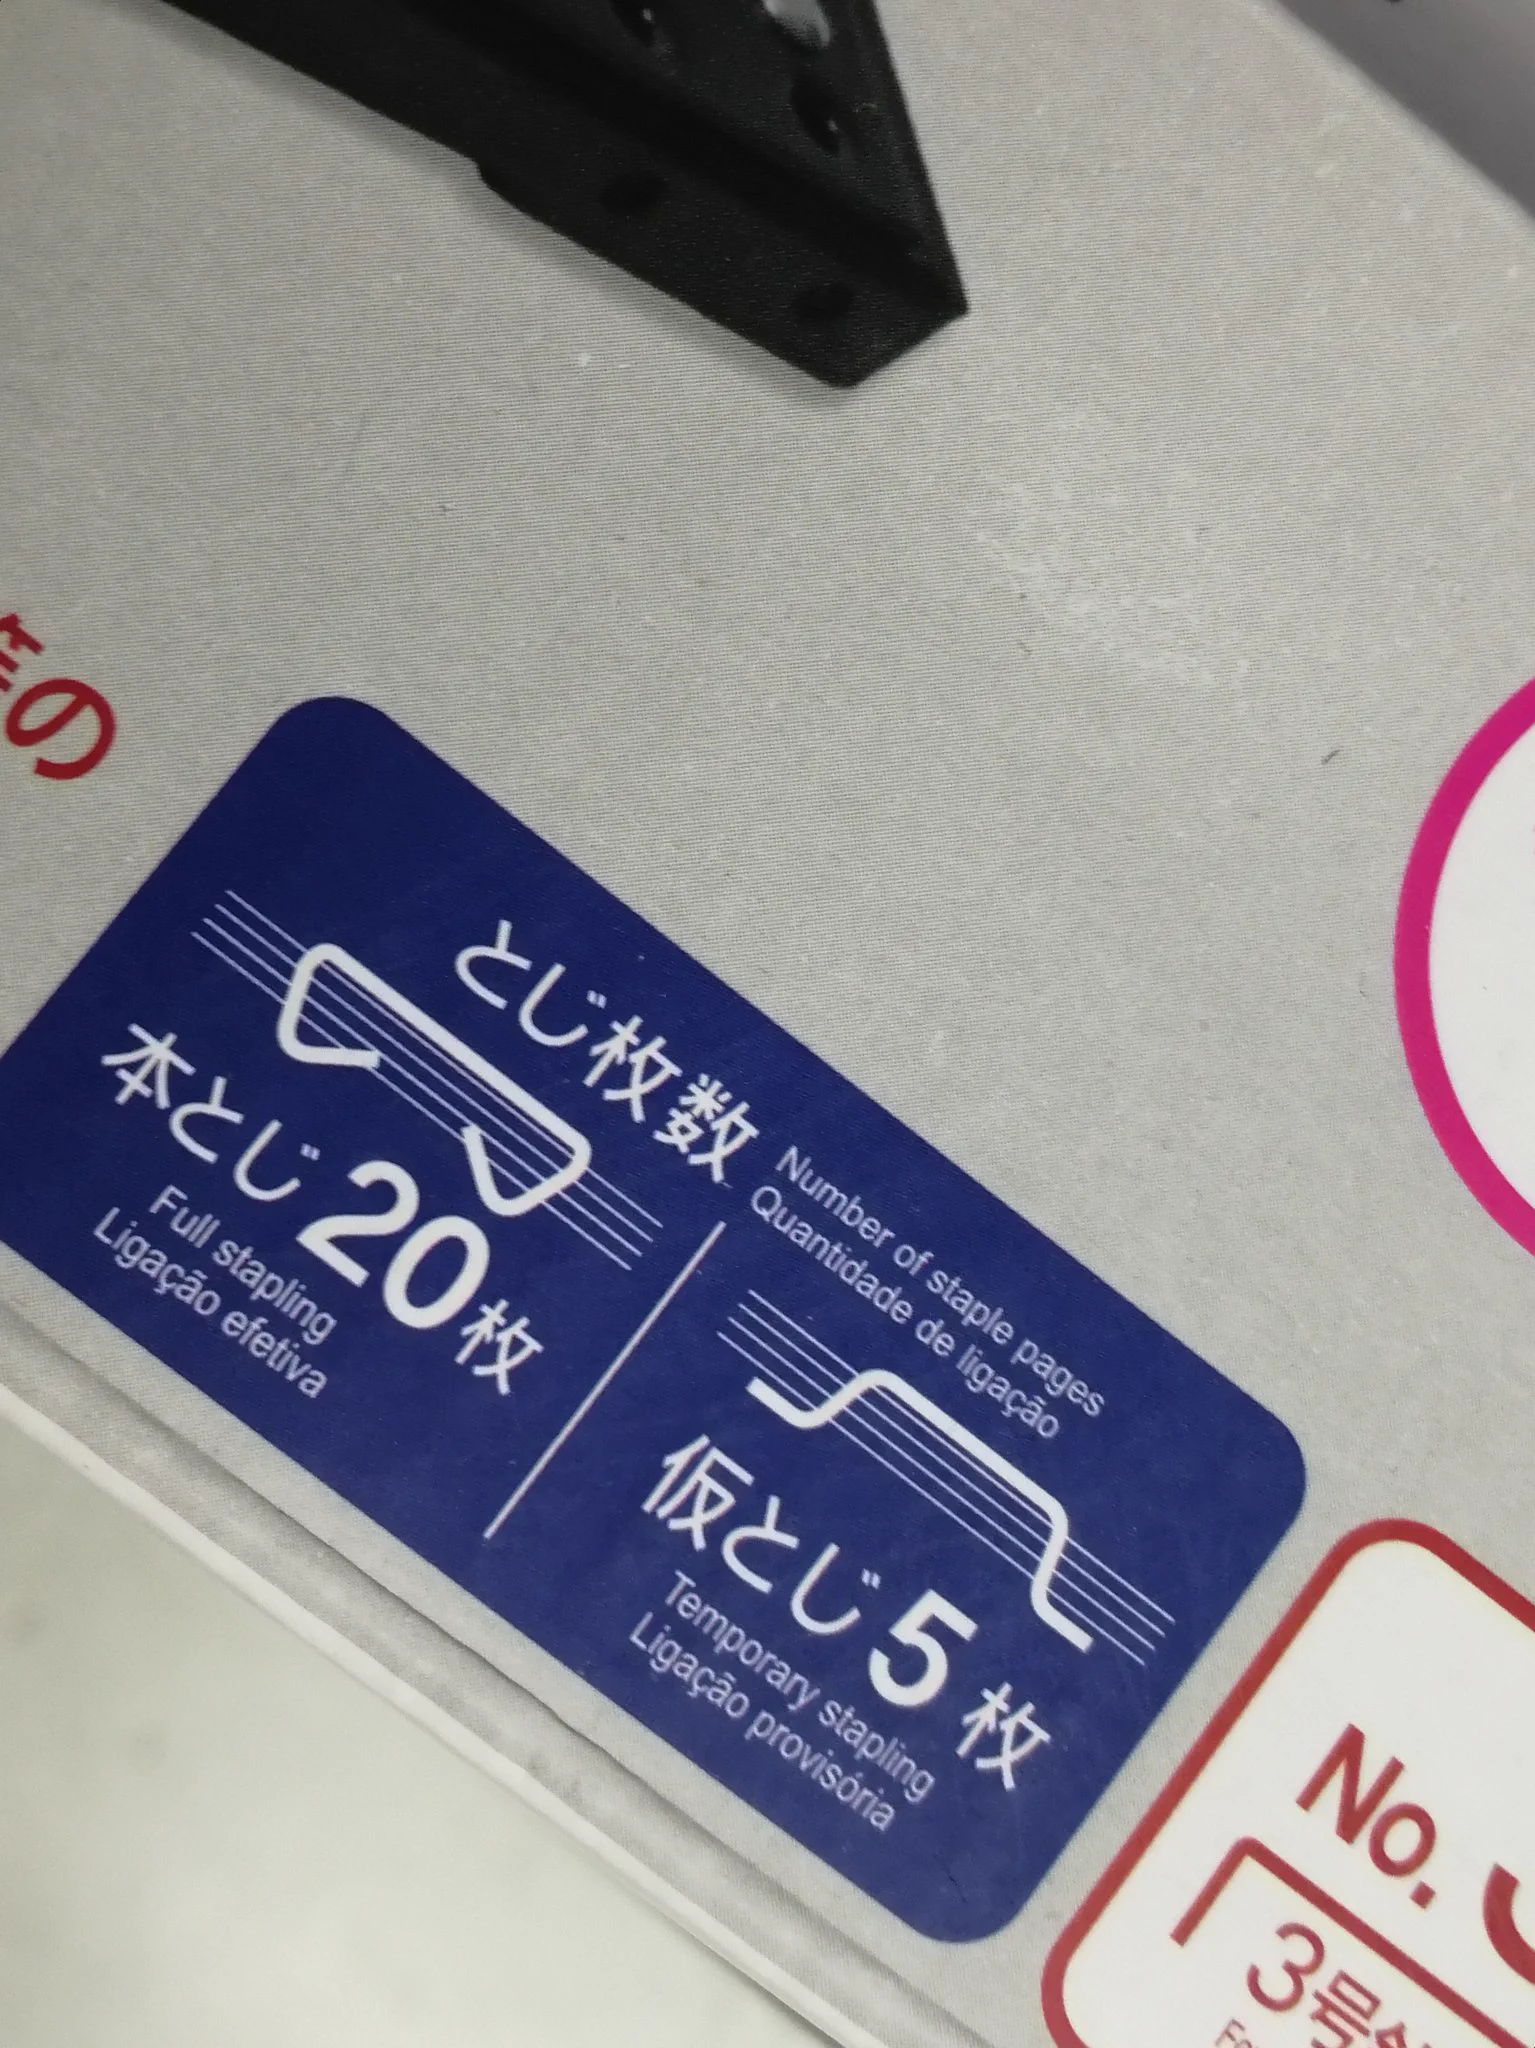 の
とじ枚数
Number of staple pages
Quantidade de ligação
本とじ 20枚
Full stapling
Ligação efetiva
仮とじ 5枚
Temporary stapling
Ligação provisória
No.
3号